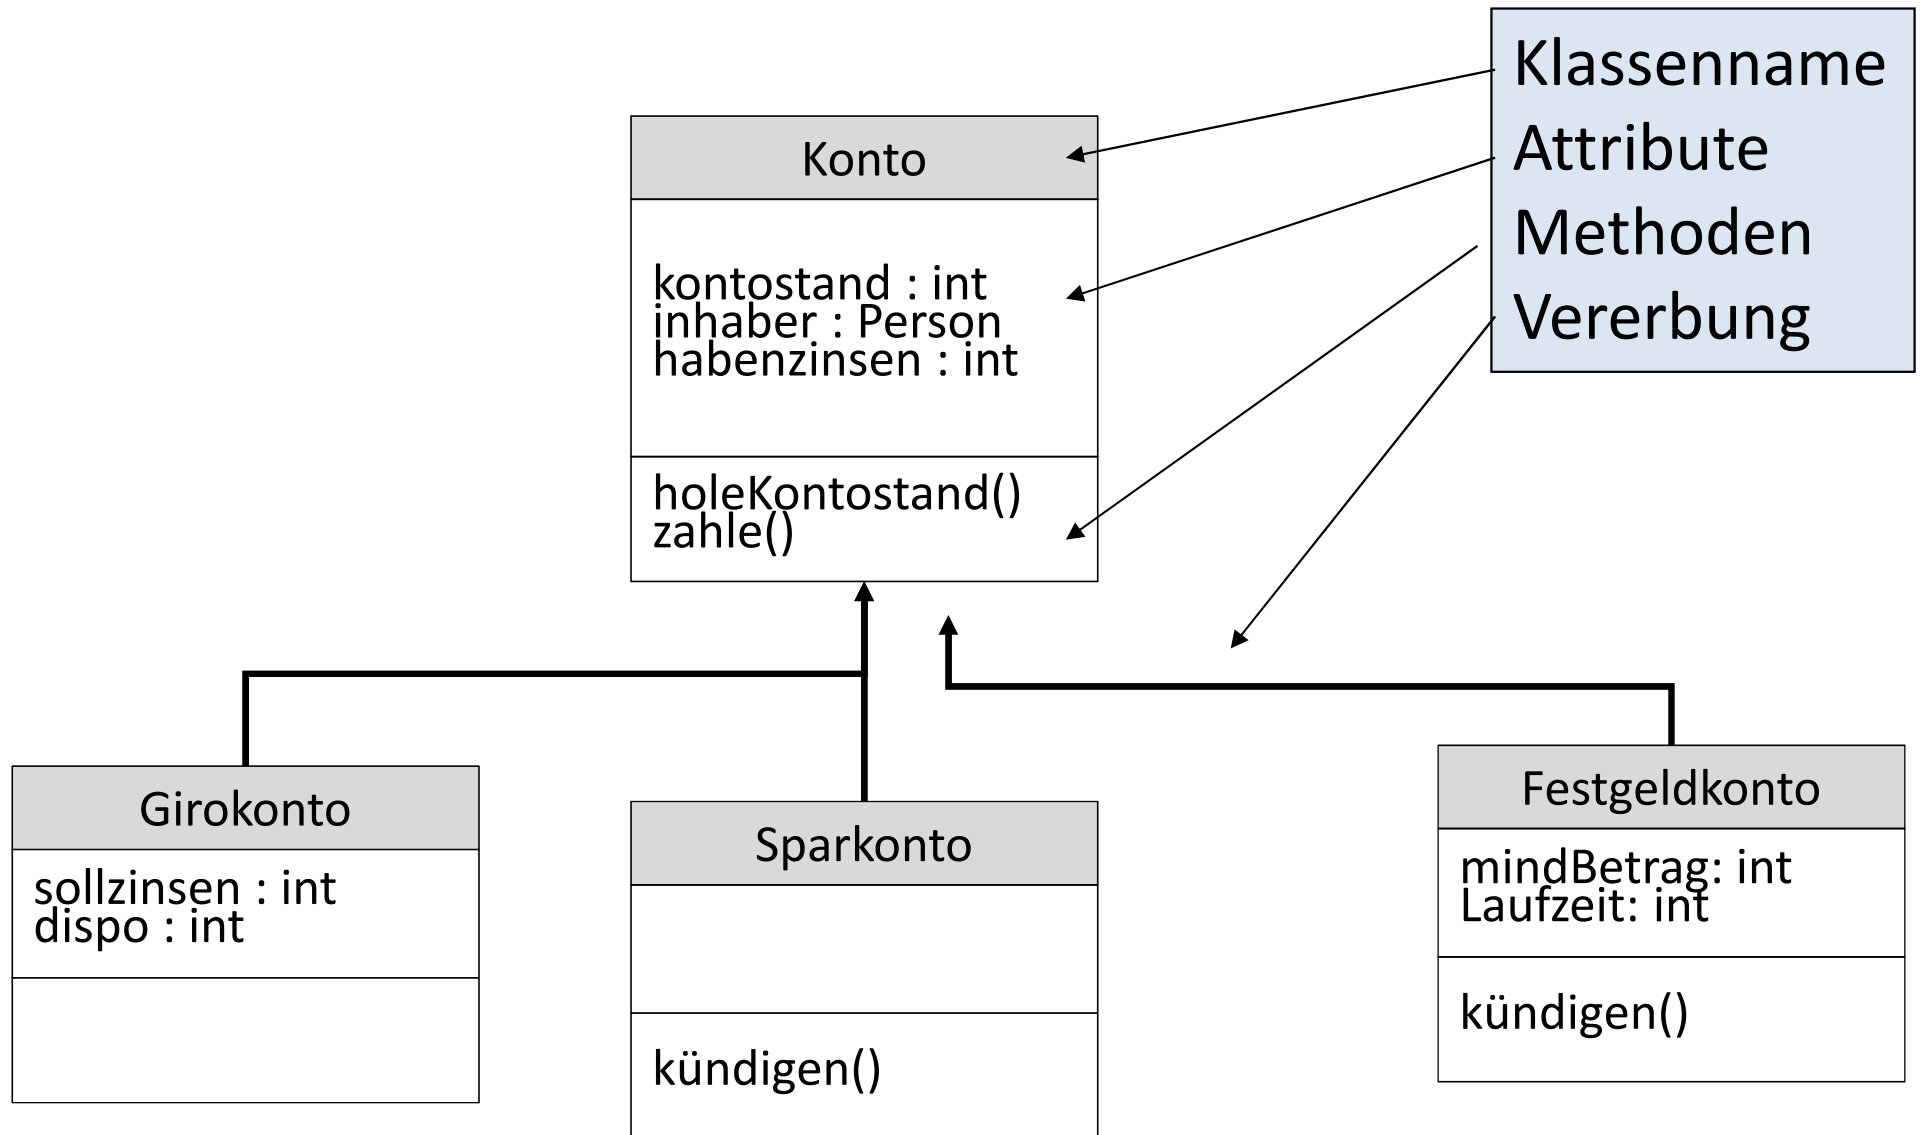 Klassenname
Attribute
Methoden
Vererbung
Konto
kontostand : int
inhaber : Person
habenzinsen : int
holeKontostand()
zahle()
Girokonto
sollzinsen : int
dispo : int
Sparkonto
kündigen()
Festgeldkonto
mindBetrag: int
Laufzeit: int
kündigen()